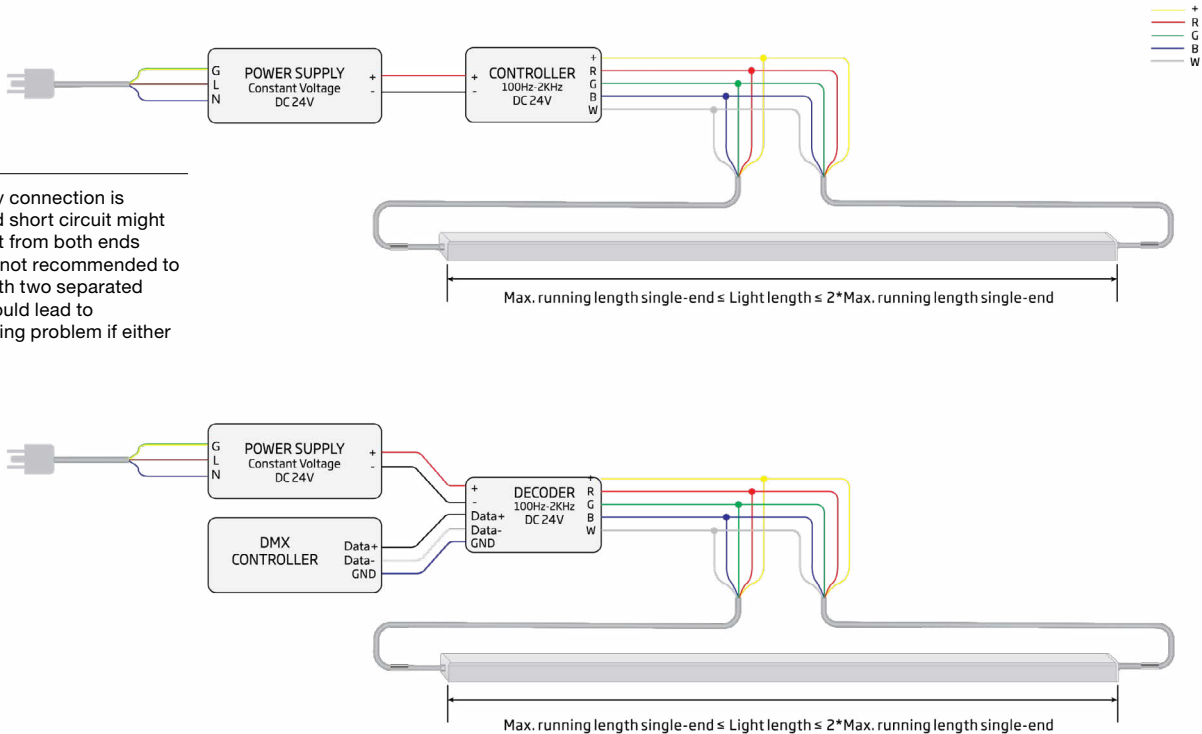 +
R
G
B
W
G
L
N
POWER SUPPLY
Constant Voltage
DC 24V
+
-
+
-
CONTROLLER
100Hz-2KHz
DC 24V
+
R
G
B
W
y connection is
d short circuit might
t from both ends
not recommended to
th two separated
ould lead to
ing problem if either
Max. running length single-end ≤ Light length ≤ 2*Max. running length single-end
G
L
N
POWER SUPPLY
Constant Voltage
DC 24V
+
-
+
-
Data+
Data-
GND
DECODER
100Hz-2KHz
DC 24V
+
R
G
B
W
DMX
CONTROLLER
Data+
Data-
GND
Max. running length single-end ≤ Light length ≤ 2*Max. running length single-end